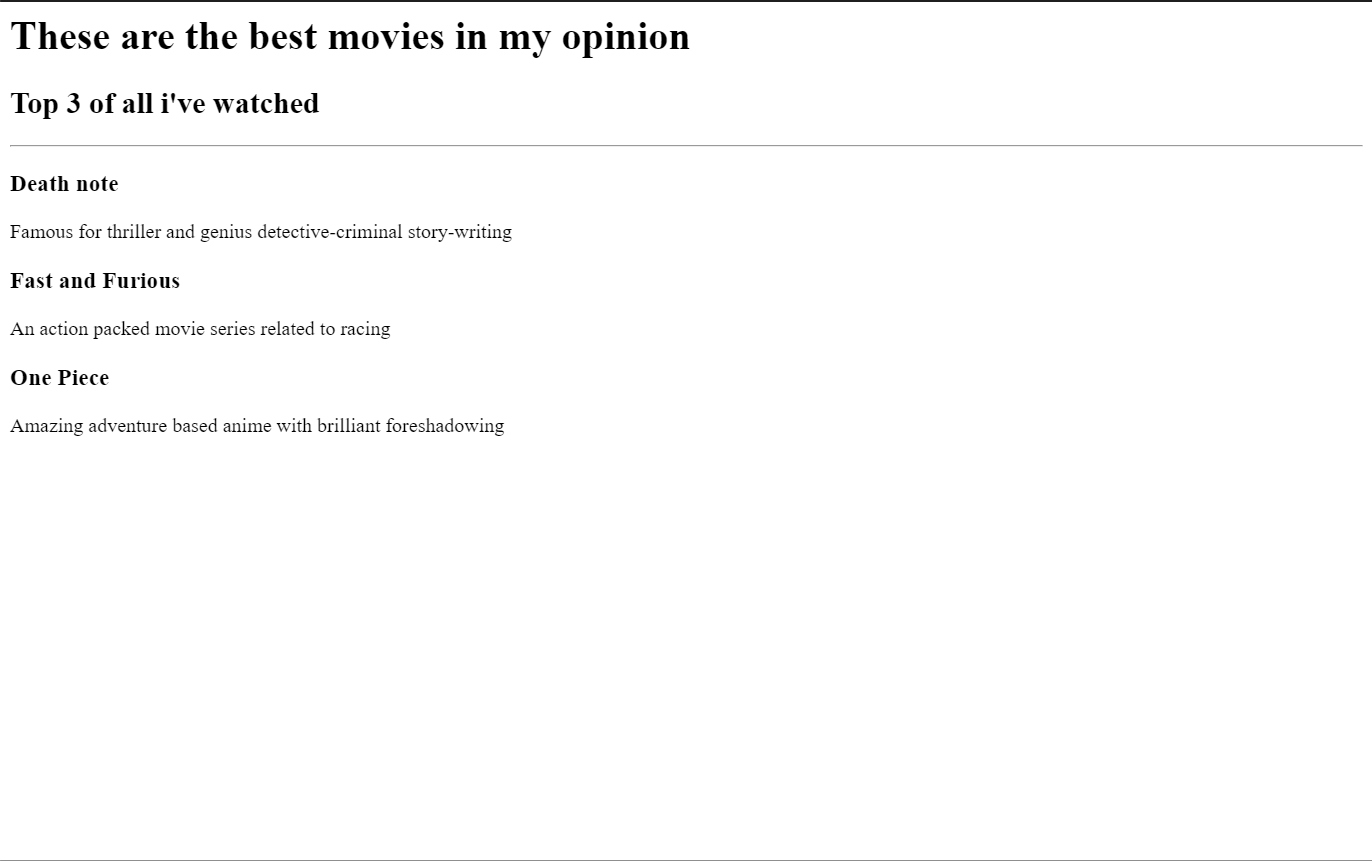 These are the best movies in my opinion
Top 3 of all i've watched
Death note
Famous for thriller and genius detective-criminal story-writing
Fast and Furious
An action packed movie series related to racing
One Piece
Amazing adventure based anime with brilliant foreshadowing